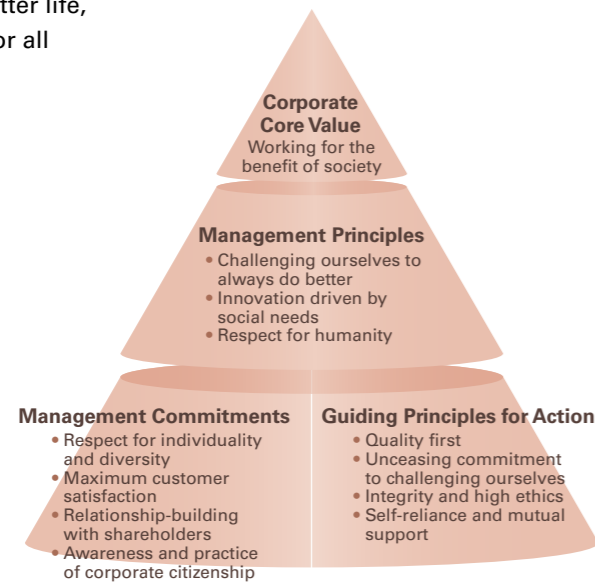 tter life,
or all
Corporate
Core Value
Working for the
benefit of society
Management Principles
• Challenging ourselves to
always do better
• Innovation driven by
social needs
• Respect for humanity
Management Commitments
• Respect for individuality
and diversity
• Maximum customer
satisfaction
• Relationship-building
with shareholders
• Awareness and practice
of corporate citizenship
Guiding Principles for Action
• Quality first
• Unceasing commitment
to challenging ourselves
• Integrity and high ethics
• Self-reliance and mutual
support